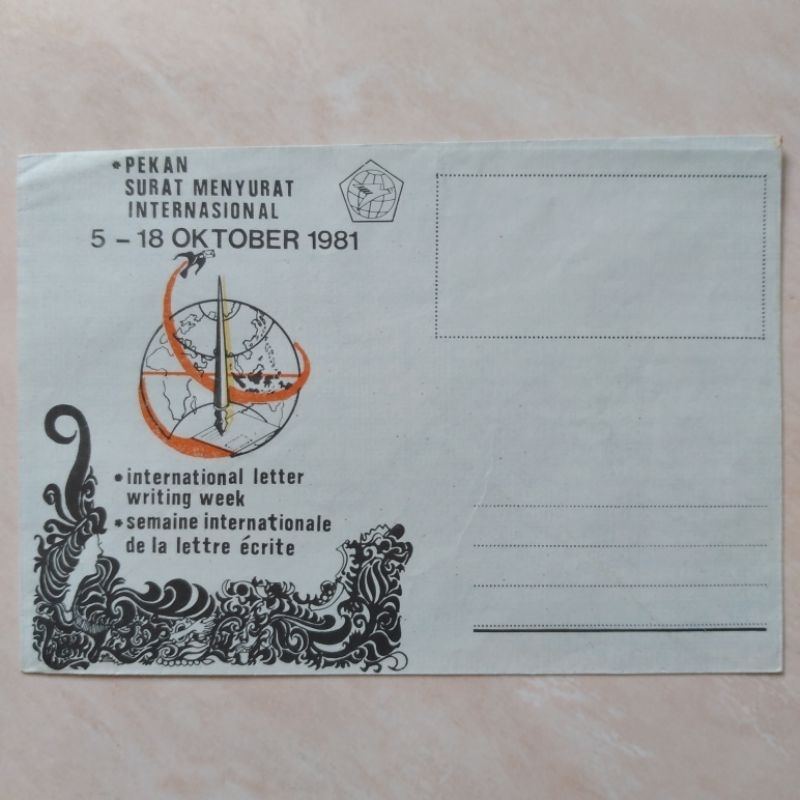 *PEKAN
SURAT MENYURAT
INTERNASIONAL
5 - 18 OKTOBER 1981
• international letter
writing week
• semaine internationale
de la lettre écrite